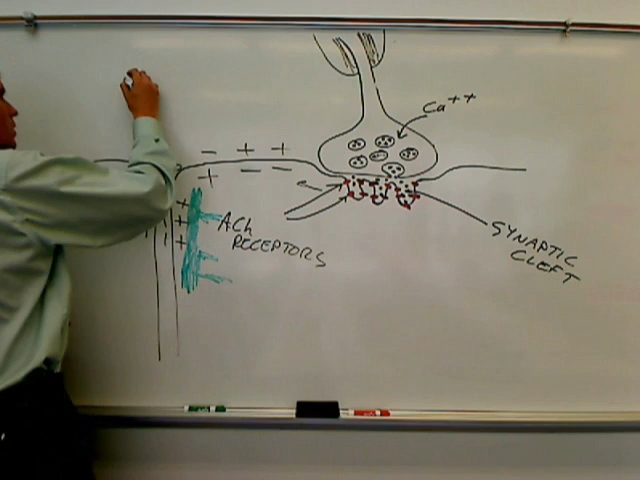 Ca++
- + +
+ - -
ACh
RECEPTORS
SYNAPTIC
CLEFT